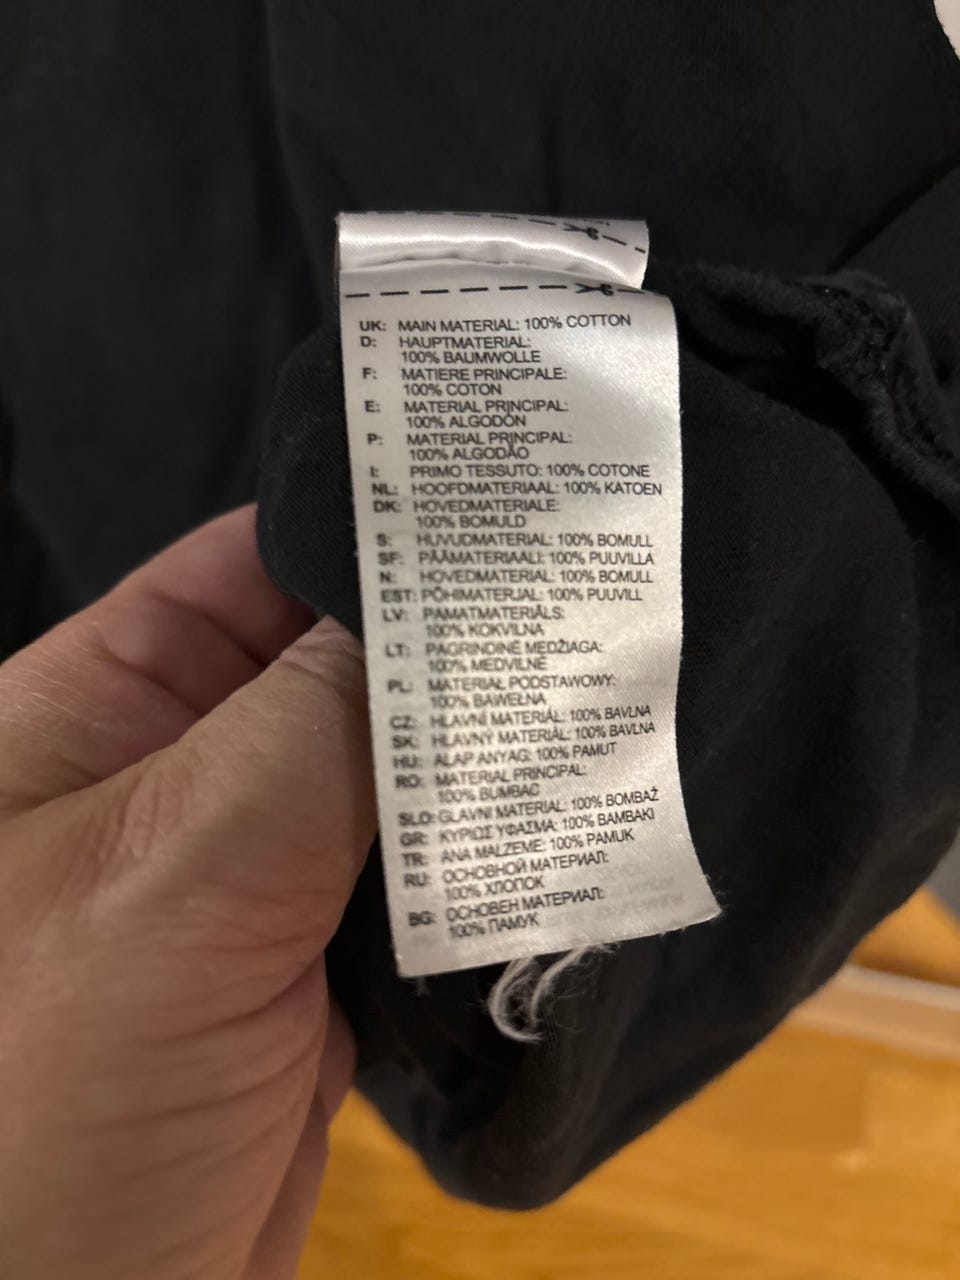 UK: MAIN MATERIAL: 100% COTTON
D: HAUPTMATERIAL:
100% BAUMWOLLE
F: MATIERE PRINCIPALE:
100% COTON
E: MATERIAL PRINCIPAL:
100% ALGODÓN
P: MATERIAL PRINCIPAL:
100% ALGODÃO
I: PRIMO TESSUTO: 100% COTONE
NL: HOOFDMATERIAAL: 100% KATOEN
DK: HOVEDMATERIALE:
100% BOMULD
S: HUVUDMATERIAL: 100% BOMULL
SF: PÄÄMATERIAALI: 100% PUUVILLA
N: HOVEDMATERIAL: 100% BOMULL
EST: PÕHIMATERJAL: 100% PUUVILL
LV: PAMATMATERIĀLS:
100% KOKVILNA
LT: PAGRINDINĖ MEDŽIAGA:
100% MEDVILNĖ
PL: MATERIAŁ PODSTAWOWY:
100% BAWEŁNA
CZ: HLAVNÍ MATERIÁL: 100% BAVLNA
SK: HLAVNÝ MATERIÁL: 100% BAVLNA
HU: ALAP ANYAG: 100% PAMUT
RO: MATERIAL PRINCIPAL:
100% BUMBAC
SLO: GLAVNI MATERIAL: 100% BOMBAŽ
GR: ΚΥΡΙΩΣ ΥΦΑΣΜΑ: 100% ΒΑΜΒΑΚΙ
TR: ANA MALZEME: 100% PAMUK
RU: ОСНОВНОЙ МАТЕРИАЛ:
100% ХЛОПОК
BG: ОСНОВЕН МАТЕРИАЛ:
100% ПАМУК